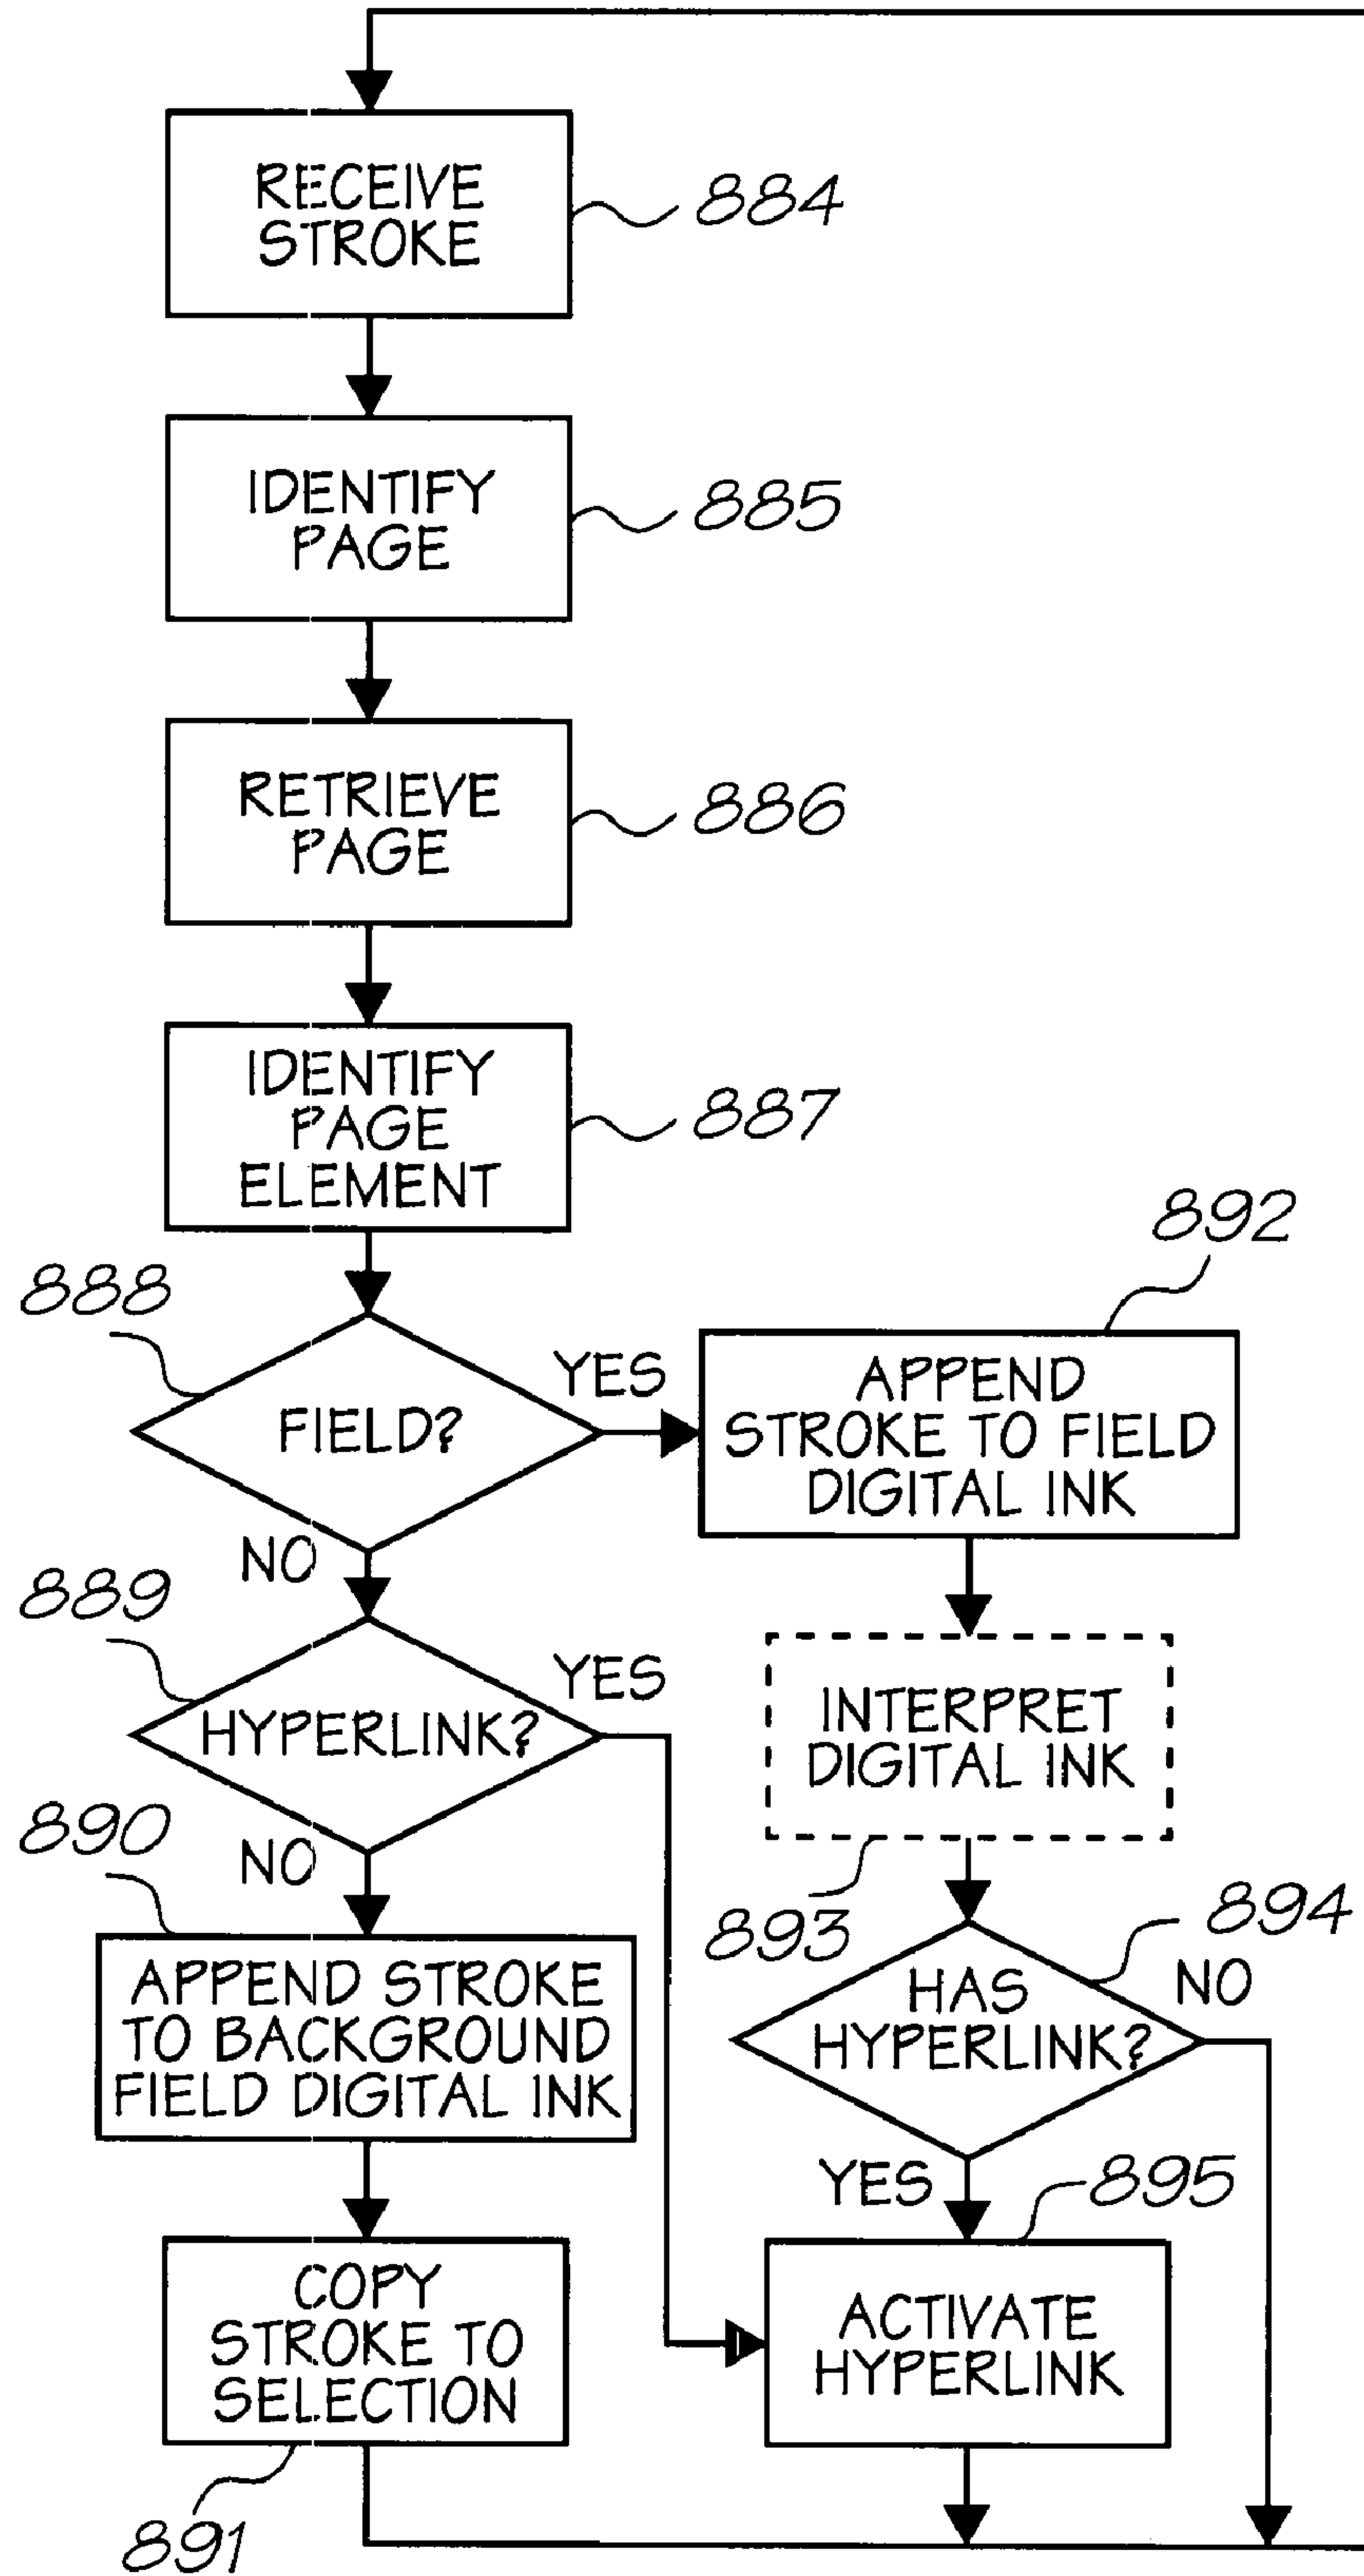 RECEIVE
STROKE
884
IDENTIFY
PAGE
885
RETRIEVE
PAGE
886
IDENTIFY
PAGE
ELEMENT
887
888
FIELD?
YES
NO
892
APPEND
STROKE TO FIELD
DIGITAL INK
889
HYPERLINK?
YES
NO
INTERPRET
DIGITAL INK
893
890
APPEND STROKE
TO BACKGROUND
FIELD DIGITAL INK
894
HAS
HYPERLINK?
NO
YES
895
COPY
STROKE TO
SELECTION
891
ACTIVATE
HYPERLINK